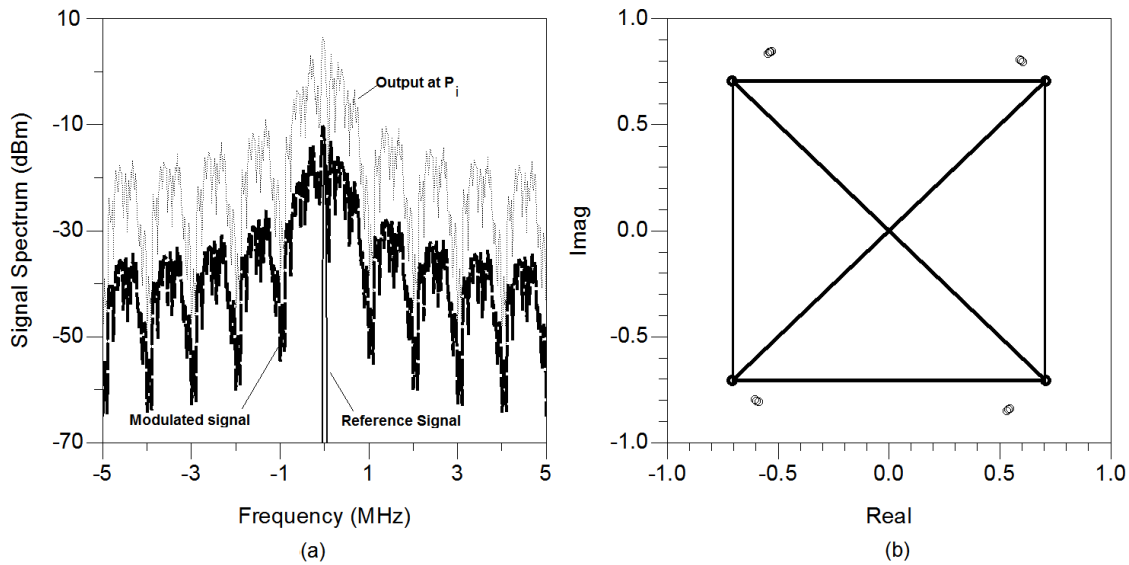 10
-10
-30
-50
-70
Signal Spectrum (dBm)
Output at Pi
Modulated signal
Reference Signal
-5
-3
-1
1
3
5
Frequency (MHz)
(a)
1.0
0.5
0.0
-0.5
-1.0
Imag
-1.0
-0.5
0.0
0.5
1.0
Real
(b)